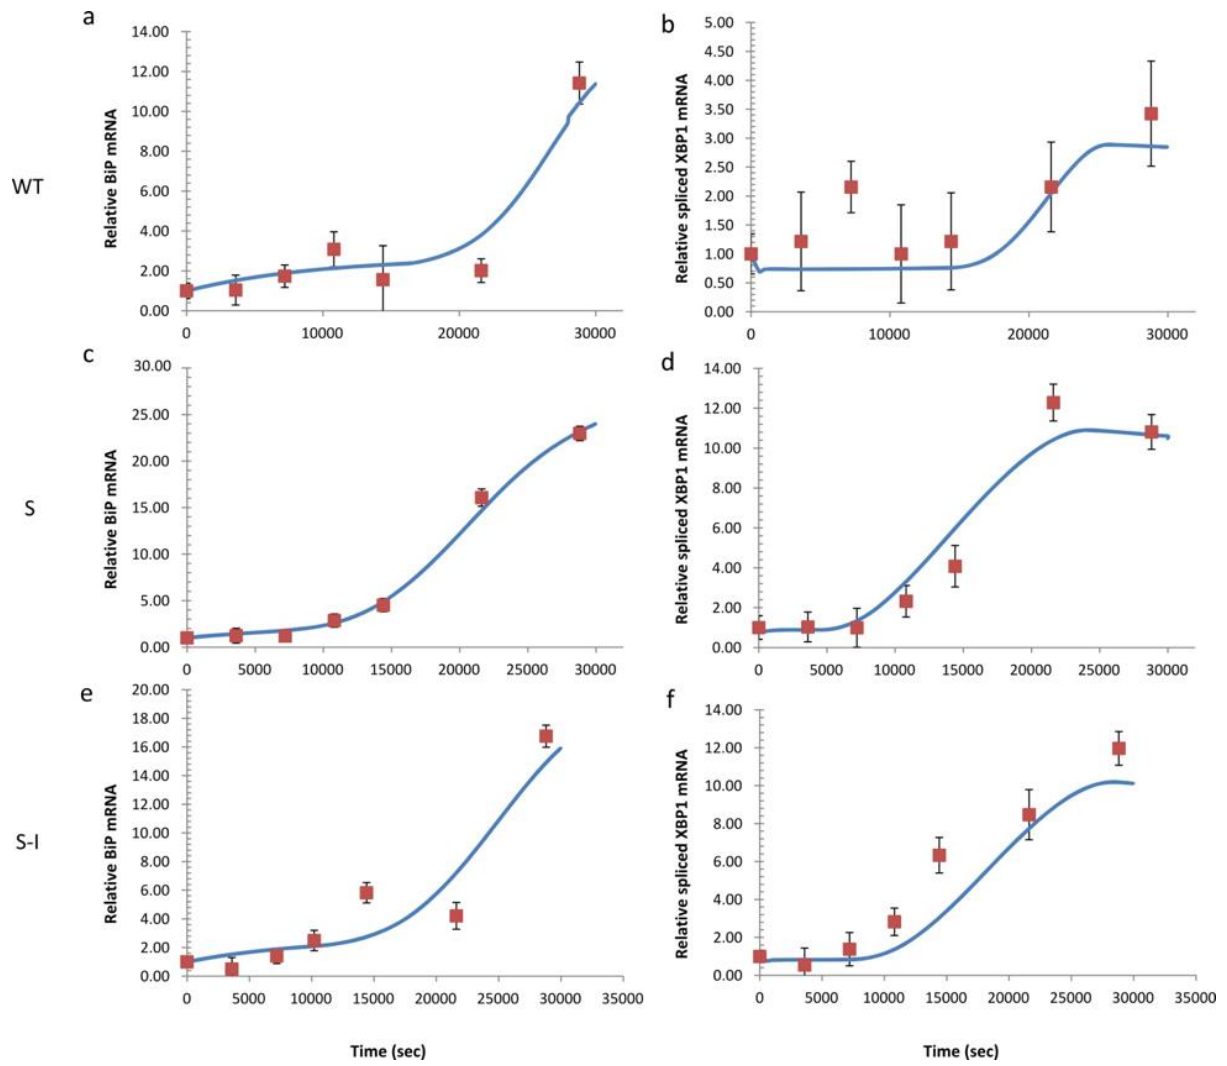 a
14.00
12.00
10.00
8.00
6.00
4.00
2.00
0.00
0 10000 20000 30000
Relative BiP mRNA
b
5.00
4.50
4.00
3.50
3.00
2.50
2.00
1.50
1.00
0.50
0.00
0 10000 20000 30000
Relative spliced XBP1 mRNA
WT
c
30.00
25.00
20.00
15.00
10.00
5.00
0.00
0 5000 10000 15000 20000 25000 30000
Relative BiP mRNA
d
14.00
12.00
10.00
8.00
6.00
4.00
2.00
0.00
0 5000 10000 15000 20000 25000 30000
Relative spliced XBP1 mRNA
S
e
20.00
18.00
16.00
14.00
12.00
10.00
8.00
6.00
4.00
2.00
0.00
0 5000 10000 15000 20000 25000 30000 35000
Relative BiP mRNA
f
14.00
12.00
10.00
8.00
6.00
4.00
2.00
0.00
0 5000 10000 15000 20000 25000 30000 35000
Relative spliced XBP1 mRNA
S-I
Time (sec)
Time (sec)